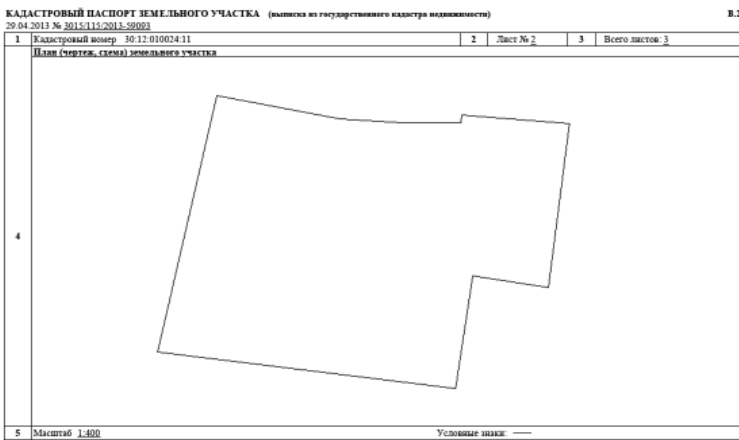 КАДАСТРОВЫЙ ПАСПОРТ ЗЕМЕЛЬНОГО УЧАСТКА (выписка из государственного кадастра недвижимости) В.2
29.04.2013 № 3015/115/2013-59093
1 Кадастровый номер 30:12:010024:11 2 Лист № 2 3 Всего листов: 3
План (чертеж, схема) земельного участка
4
5 Масштаб 1:400 Условные знаки: